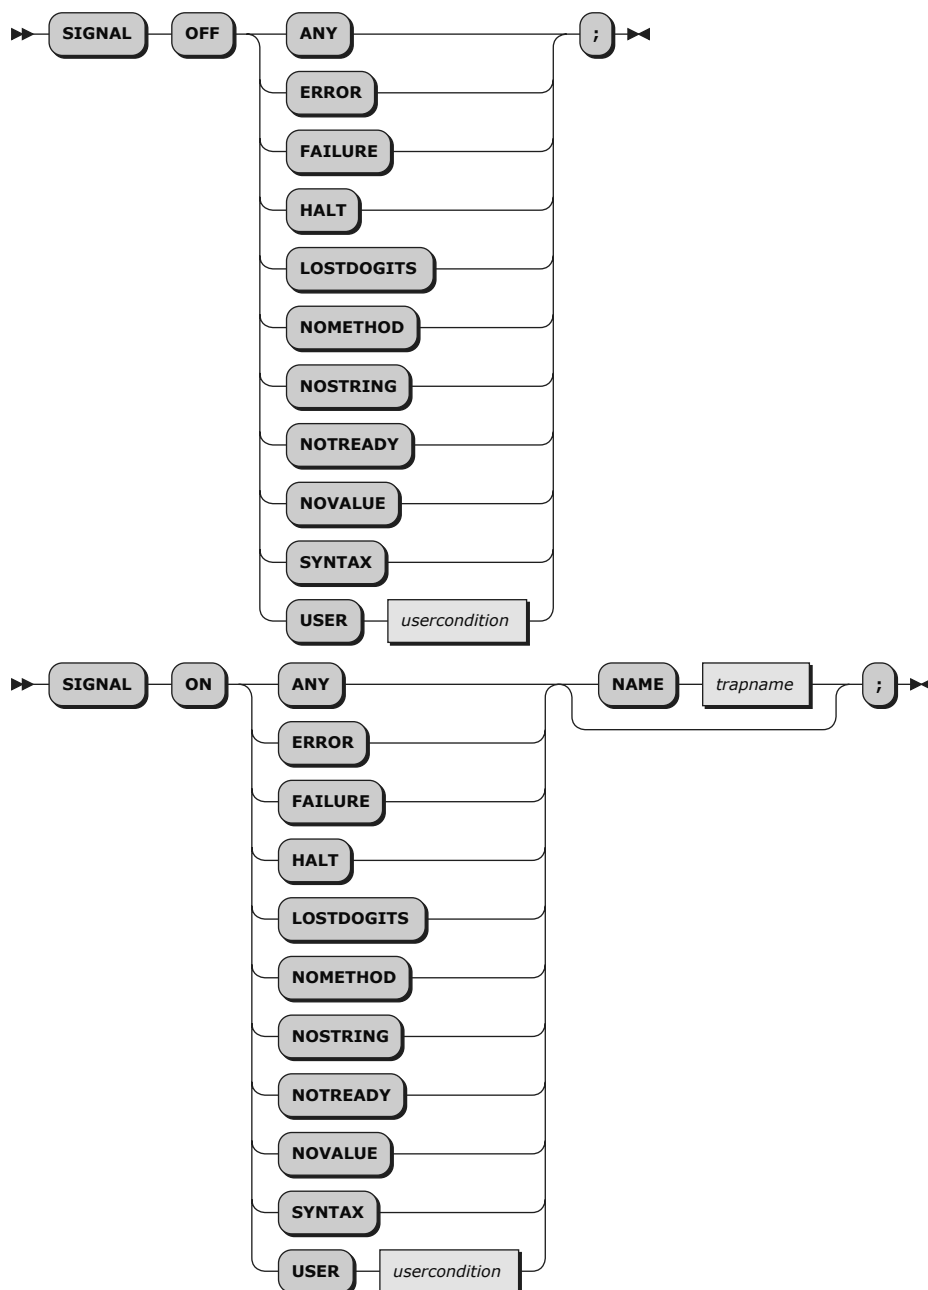 SIGNAL OFF ANY ;
ERROR
FAILURE
HALT
LOSTDOGITS
NOMETHOD
NOSTRING
NOTREADY
NOVALUE
SYNTAX
USER usercondition
SIGNAL ON ANY NAME trapname ;
ERROR
FAILURE
HALT
LOSTDOGITS
NOMETHOD
NOSTRING
NOTREADY
NOVALUE
SYNTAX
USER usercondition